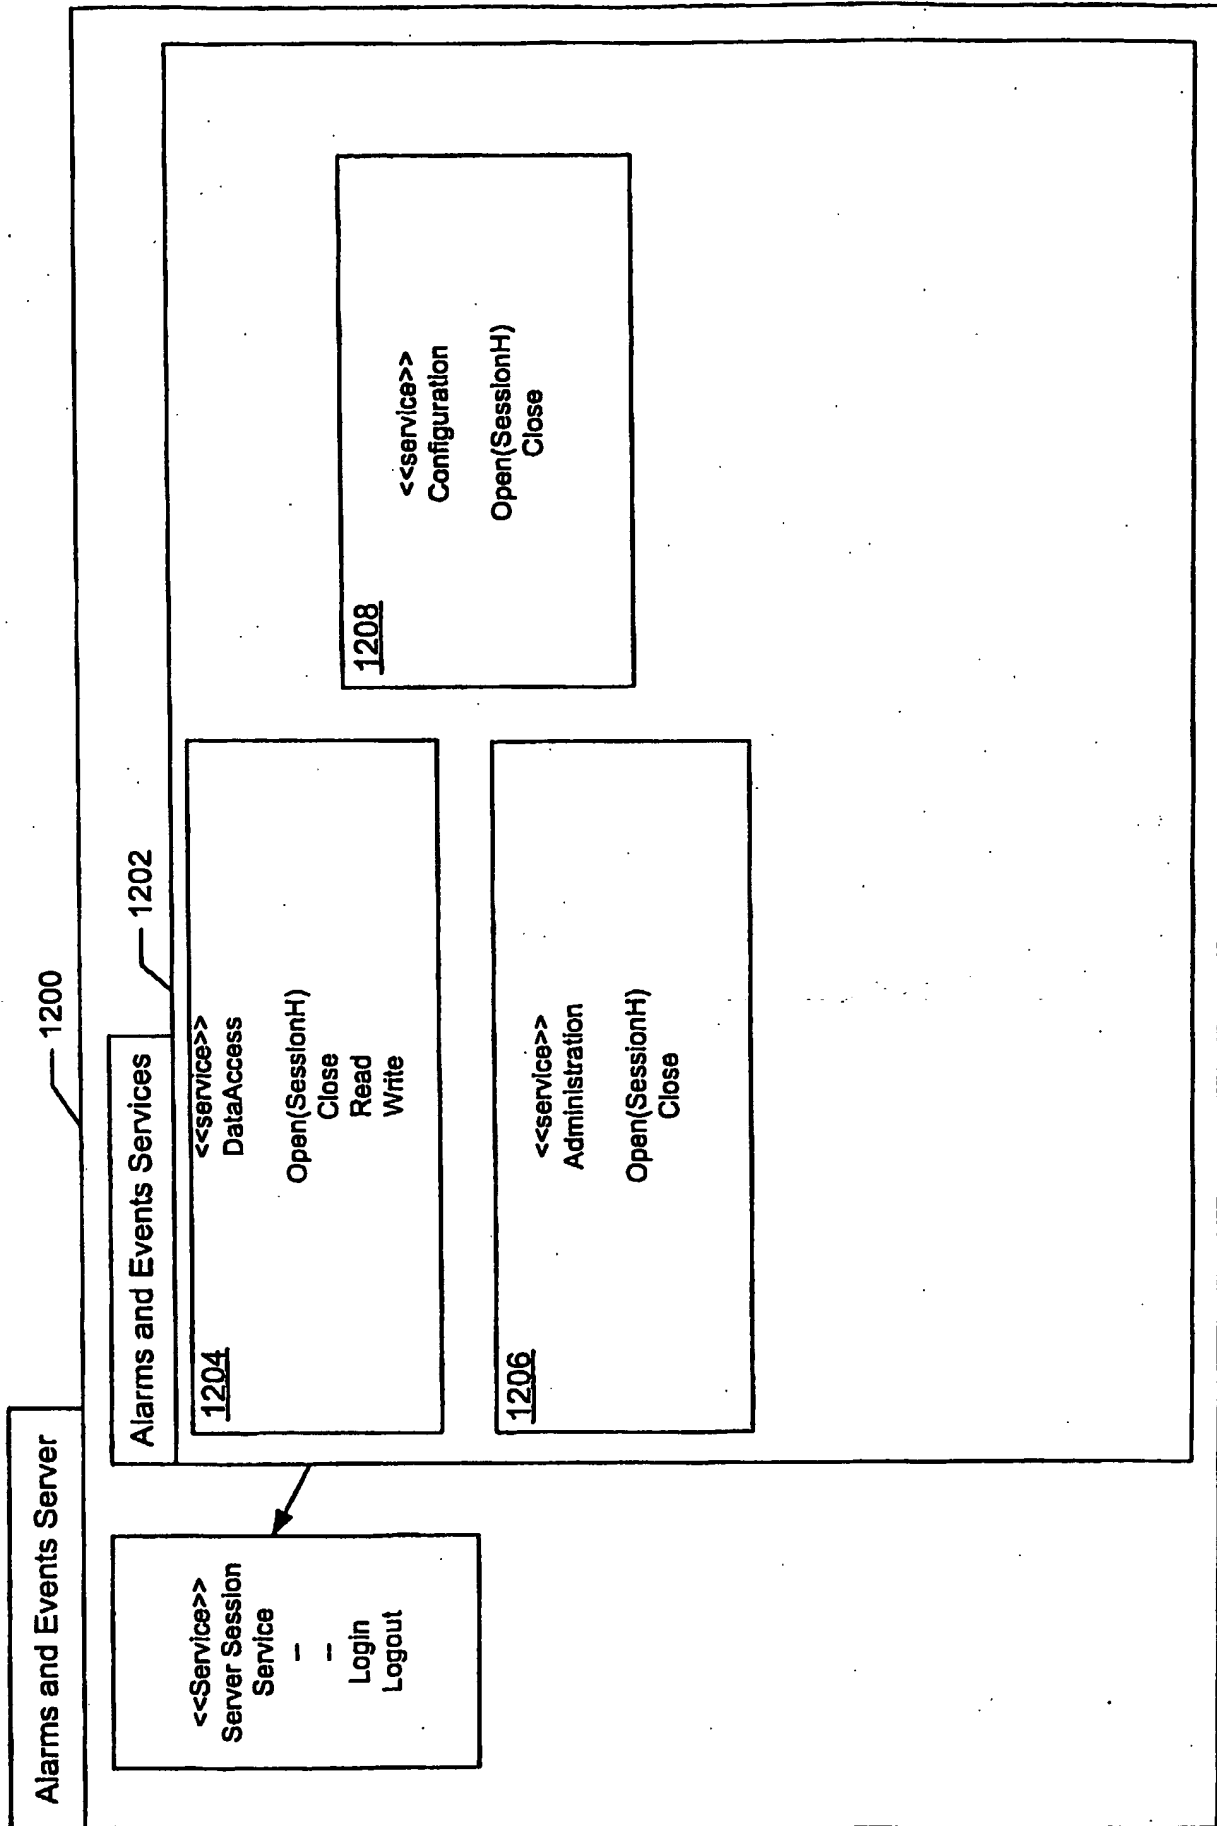 Alarms and Events Server
1200
Alarms and Events Services
1202
<<Service>>
Server Session
Service
--
--
Login
Logout
1204
<<service>>
DataAccess
Open(SessionH)
Close
Read
Write
1206
<<service>>
Administration
Open(SessionH)
Close
1208
<<service>>
Configuration
Open(SessionH)
Close